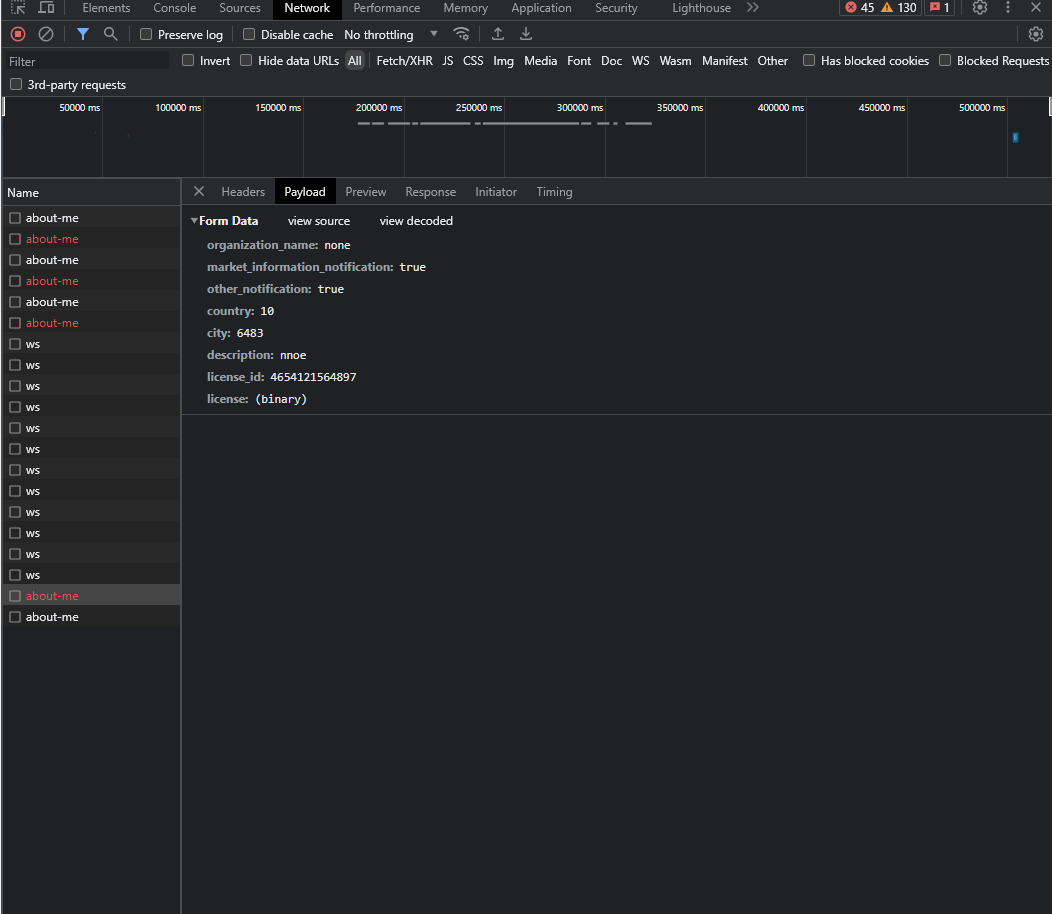 Elements Console Sources Network Performance Memory Application Security Lighthouse 45 130 1
Preserve log Disable cache No throttling
Filter Invert Hide data URLs All Fetch/XHR JS CSS Img Media Font Doc WS Wasm Manifest Other Has blocked cookies Blocked Requests
3rd-party requests
50000 ms 100000 ms 150000 ms 200000 ms 250000 ms 300000 ms 350000 ms 400000 ms 450000 ms 500000 ms
Name
about-me
about-me
about-me
about-me
about-me
about-me
ws
ws
ws
ws
ws
ws
ws
ws
ws
ws
ws
ws
about-me
about-me
Headers Payload Preview Response Initiator Timing
Form Data view source view decoded
organization_name: none
market_information_notification: true
other_notification: true
country: 10
city: 6483
description: nnoe
license_id: 4654121564897
license: (binary)